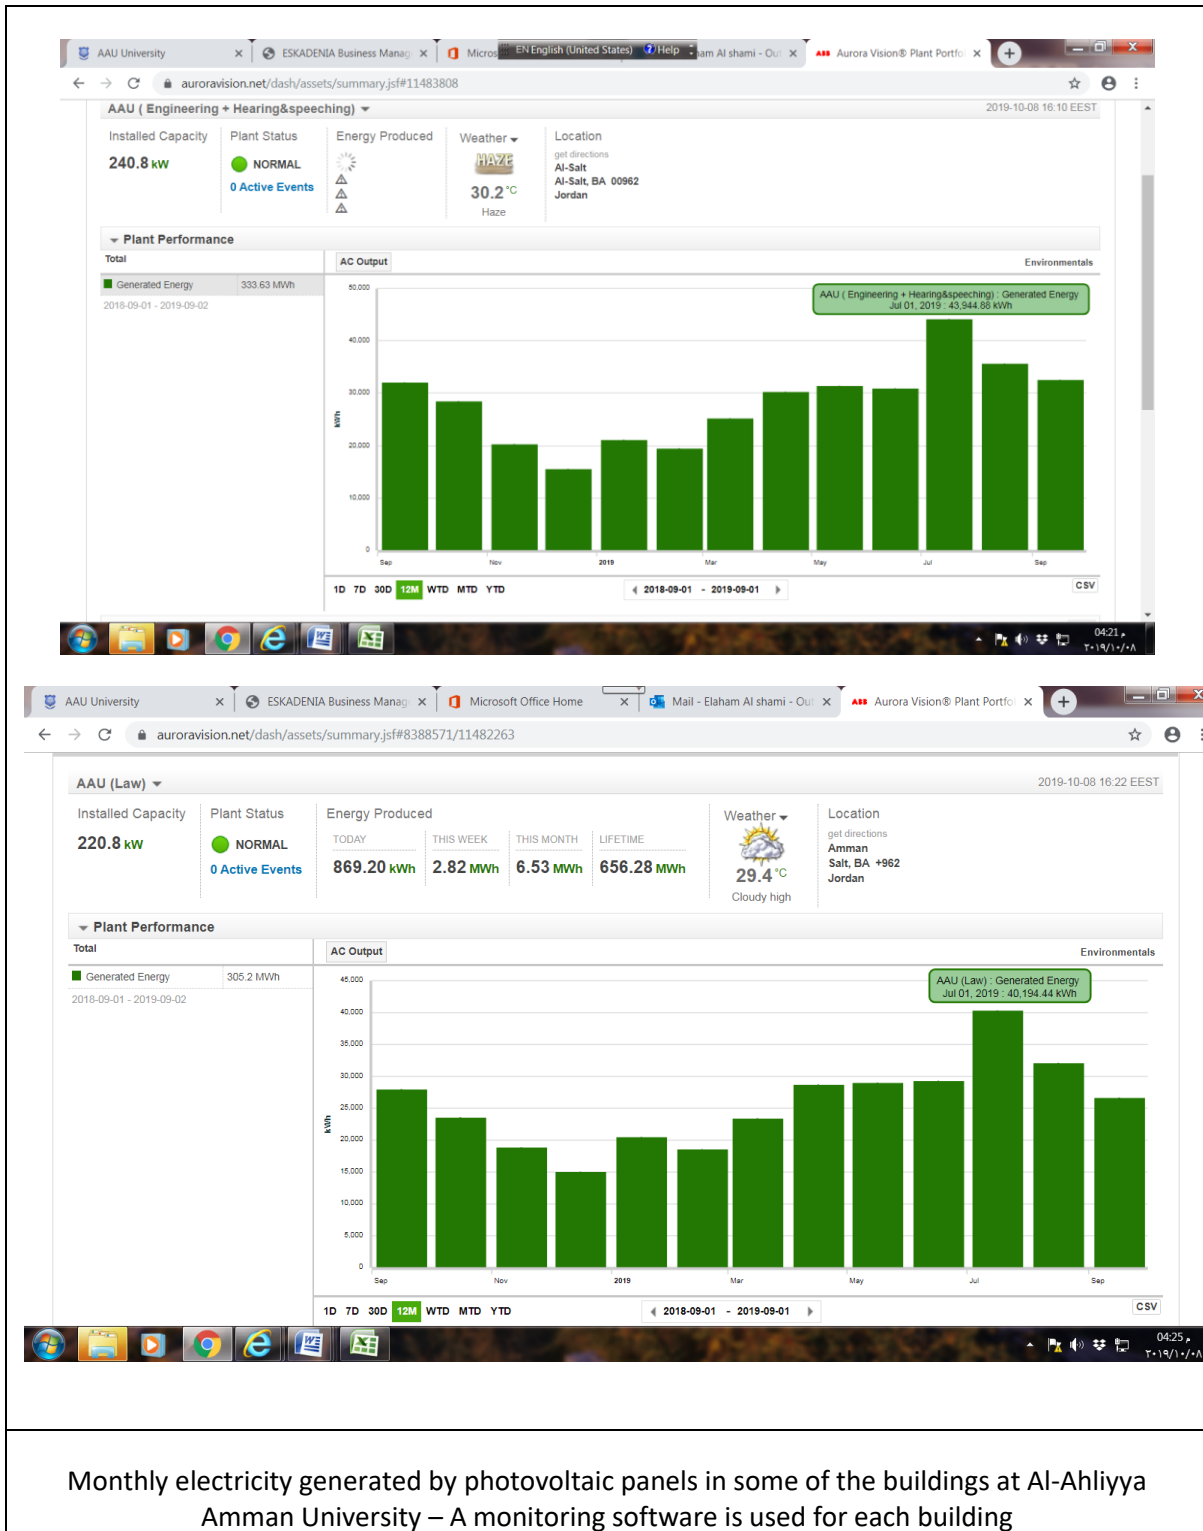 AAU University
ESKADENIA Business Manag
Micros
EN English (United States)
Help
am Al shami - Out
ABB Aurora Vision® Plant Portfo
auroravision.net/dash/assets/summary.jsf#11483808
AAU ( Engineering + Hearing&speeching)
2019-10-08 16:10 EEST
Installed Capacity Plant Status Energy Produced Weather Location
240.8 kW
NORMAL
0 Active Events
HAZE
30.2 °C
Haze
get directions
Al-Salt
Al-Salt, BA 00962
Jordan
Plant Performance
Total
AC Output
Environmentals
Generated Energy 333.63 MWh
2018-09-01 - 2019-09-02
AAU ( Engineering + Hearing&speeching) : Generated Energy
Jul 01, 2019 : 43,944.88 kWh
50,000
40,000
30,000
20,000
10,000
0
kWh
Sep Nov 2019 Mar May Jul Sep
1D 7D 30D 12M WTD MTD YTD
2018-09-01 - 2019-09-01
CSV
04:21 م
٢٠١٩/١٠/٠٨
AAU University
ESKADENIA Business Manag
Microsoft Office Home
Mail - Elaham Al shami - Out
ABB Aurora Vision® Plant Portfo
auroravision.net/dash/assets/summary.jsf#8388571/11482263
AAU (Law)
2019-10-08 16:22 EEST
Installed Capacity Plant Status Energy Produced Weather Location
220.8 kW
NORMAL
0 Active Events
TODAY THIS WEEK THIS MONTH LIFETIME
869.20 kWh 2.82 MWh 6.53 MWh 656.28 MWh
29.4 °C
Cloudy high
get directions
Amman
Salt, BA +962
Jordan
Plant Performance
Total
AC Output
Environmentals
Generated Energy 305.2 MWh
2018-09-01 - 2019-09-02
AAU (Law) : Generated Energy
Jul 01, 2019 : 40,194.44 kWh
45,000
40,000
35,000
30,000
25,000
20,000
15,000
10,000
5,000
0
kWh
Sep Nov 2019 Mar May Jul Sep
1D 7D 30D 12M WTD MTD YTD
2018-09-01 - 2019-09-01
CSV
04:25 م
٢٠١٩/١٠/٠٨
Monthly electricity generated by photovoltaic panels in some of the buildings at Al-Ahliyya
Amman University – A monitoring software is used for each building